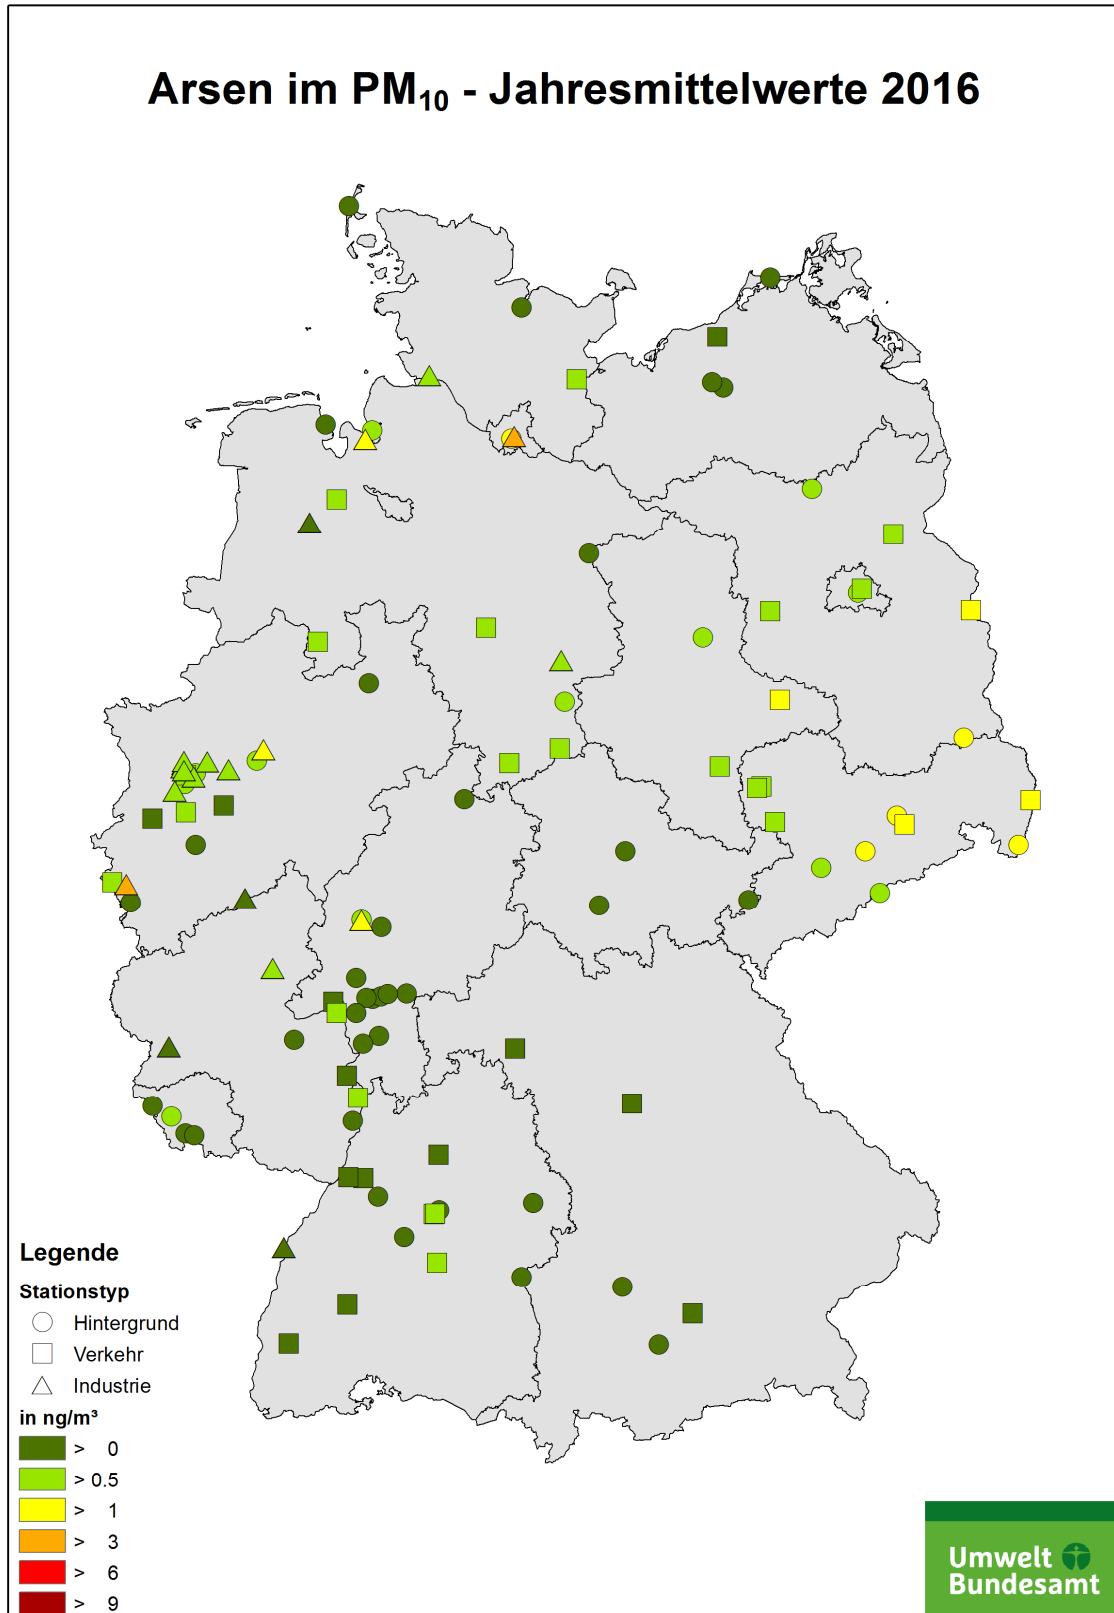 Arsen im PM₁₀ - Jahresmittelwerte 2016
Legende
Stationstyp
Hintergrund
Verkehr
Industrie
in ng/m³
> 0
> 0.5
> 1
> 3
> 6
> 9
Umwelt
Bundesamt